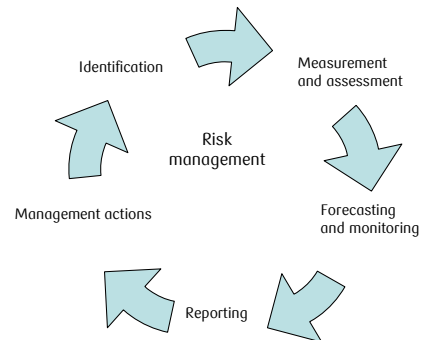 Identification
Measurement
and assessment
Risk
management
Forecasting
and monitoring
Management actions
Reporting